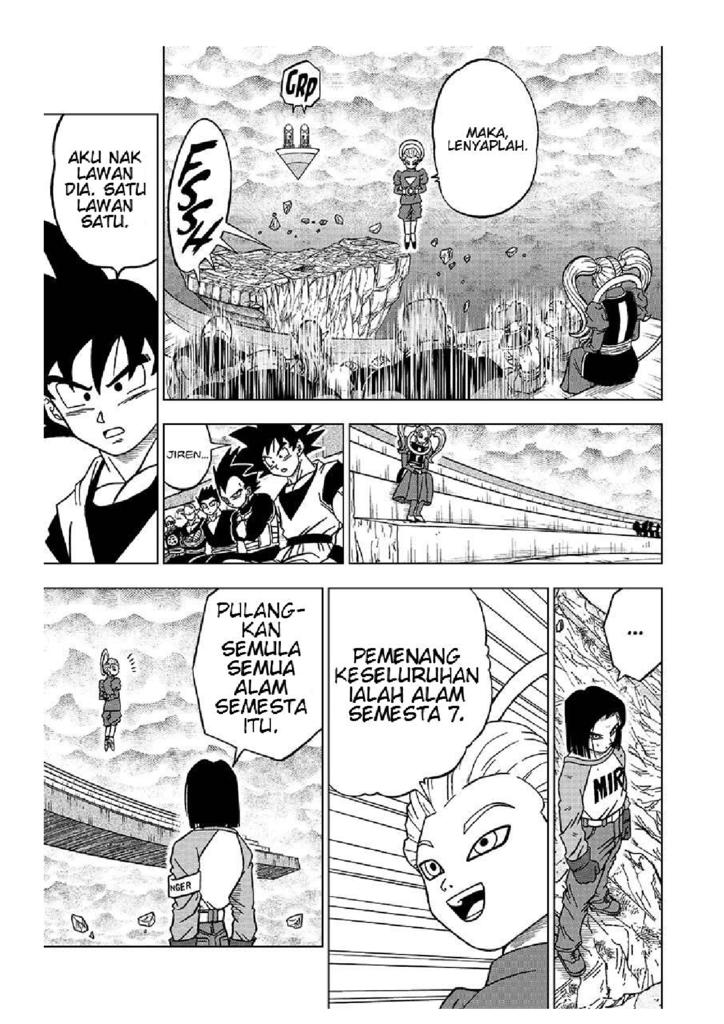 GRP
MAKA,
LENYAPLAH.
FSSH
AKU NAK
LAWAN
DIA. SATU
LAWAN
SATU.
JIREN...
...
MIR
PEMENANG
KESELURUHAN
IALAH ALAM
SEMESTA 7.
PULANG-
KAN
SEMULA
SEMUA
ALAM
SEMESTA
ITU.
NGER